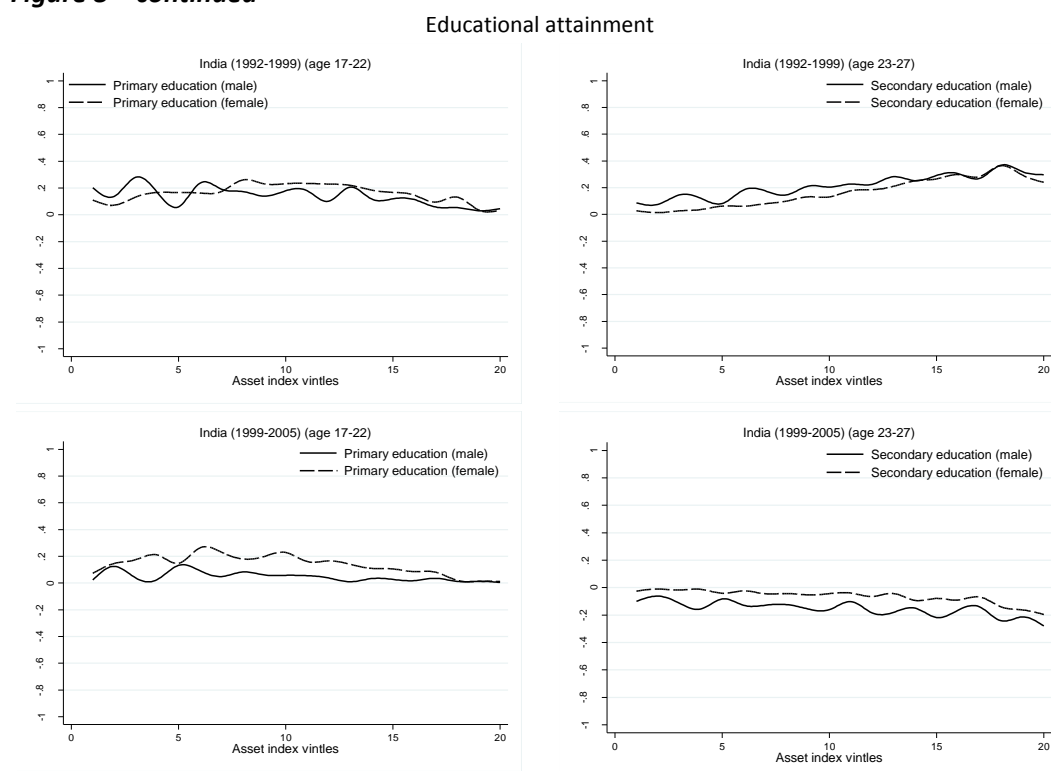 Figure – continued
Educational attainment
India (1992-1999) (age 17-22)
Primary education (male)
Primary education (female)
1
.8
.6
.4
.2
0
-.2
-.4
-.6
-.8
-1
0 5 10 15 20
Asset index vintles
India (1992-1999) (age 23-27)
Secondary education (male)
Secondary education (female)
1
.8
.6
.4
.2
0
-.2
-.4
-.6
-.8
-1
0 5 10 15 20
Asset index vintles
India (1999-2005) (age 17-22)
Primary education (male)
Primary education (female)
1
.8
.6
.4
.2
0
-.2
-.4
-.6
-.8
-1
0 5 10 15 20
Asset index vintles
India (1999-2005) (age 23-27)
Secondary education (male)
Secondary education (female)
1
.8
.6
.4
.2
0
-.2
-.4
-.6
-.8
-1
0 5 10 15 20
Asset index vintles